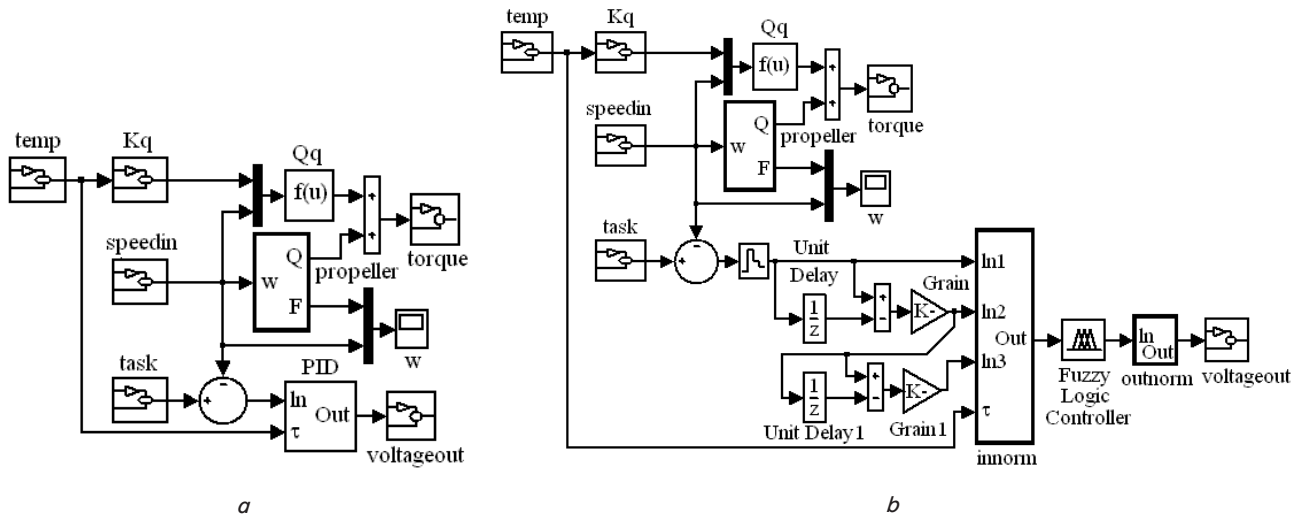 temp
Kq
Qq
f(u)
speedin
w
Q
F
+
+
propeller
torque
w
task
+
-
PID
In
τ
Out
voltageout
a
temp
Kq
Qq
f(u)
speedin
w
Q
F
+
+
propeller
torque
w
task
+
-
Unit
Delay
1
z
+
-
Grain
K-
In1
In2
In3
τ
Out
innorm
1
z
Unit Delay1
+
-
K-
Grain1
Fuzzy
Logic
Controller
In
Out
outnorm
voltageout
b